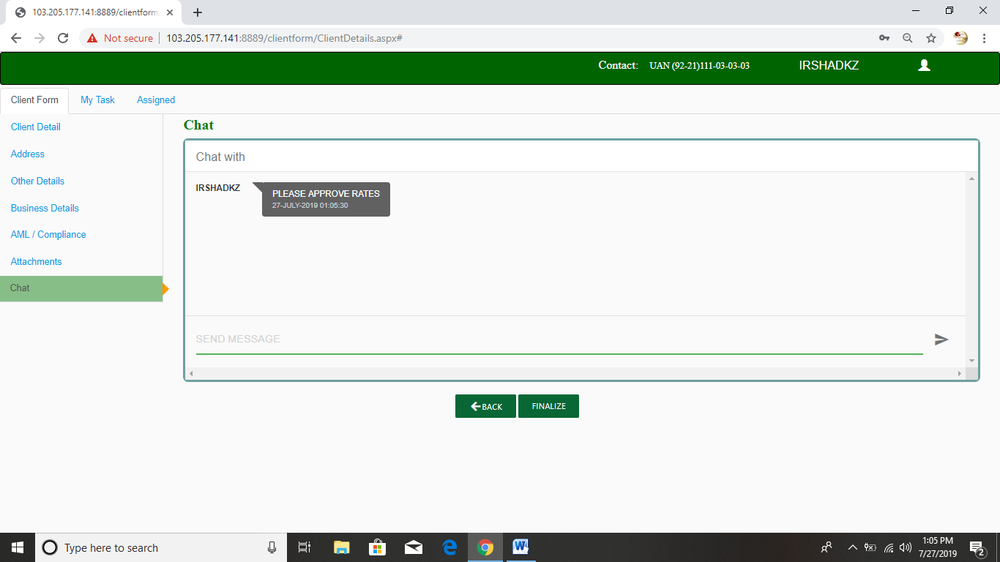 103.205.177.141:8889/clientform
Not secure
103.205.177.141:8889/clientform/ClientDetails.aspx#
Contact: UAN (92-21)111-03-03-03 IRSHADKZ
Client Form My Task Assigned
Client Detail
Address
Other Details
Business Details
AML / Compliance
Attachments
Chat
Chat
Chat with
IRSHADKZ
PLEASE APPROVE RATES
27-JULY-2019 01:05:30
SEND MESSAGE
BACK FINALIZE
Type here to search
1:05 PM
7/27/2019
2